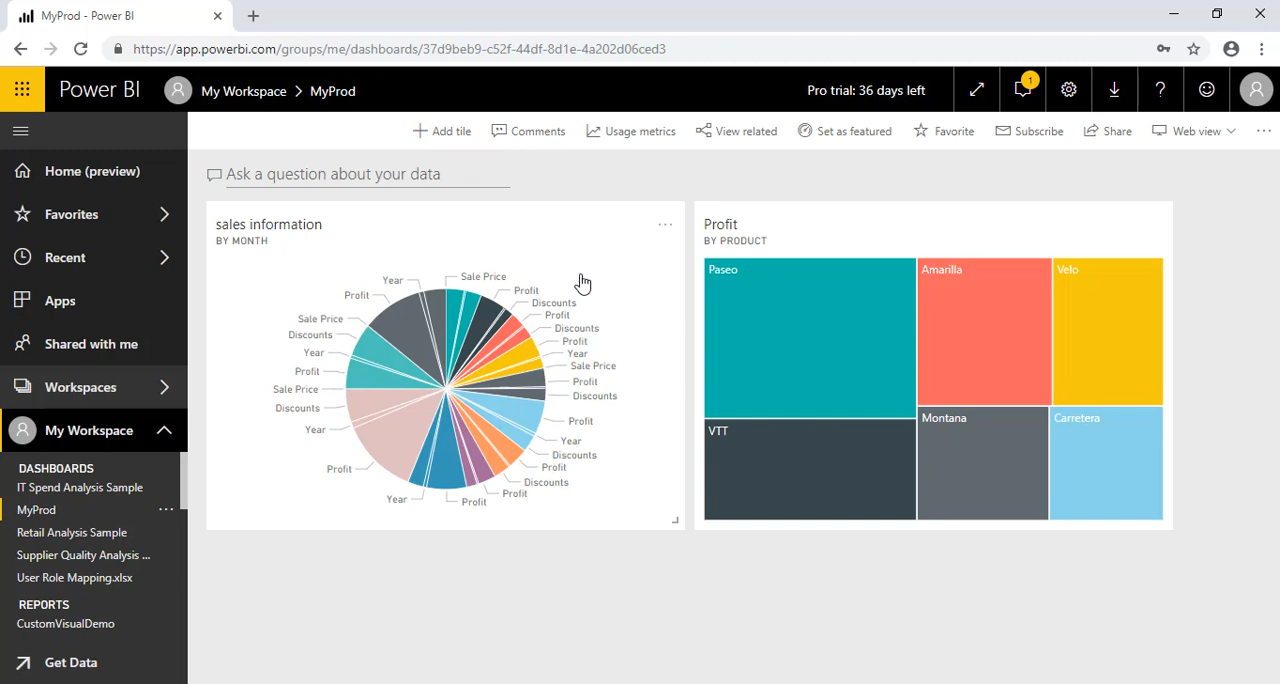 MyProd - Power BI
https://app.powerbi.com/groups/me/dashboards/37d9beb9-c52f-44df-8d1e-4a202d06ced3
Power BI
My Workspace > MyProd
Pro trial: 36 days left
1
Add tile
Comments
Usage metrics
View related
Set as featured
Favorite
Subscribe
Share
Web view
Home (preview)
Favorites
Recent
Apps
Shared with me
Workspaces
My Workspace
DASHBOARDS
IT Spend Analysis Sample
MyProd
Retail Analysis Sample
Supplier Quality Analysis ...
User Role Mapping.xlsx
REPORTS
CustomVisualDemo
Get Data
Ask a question about your data
sales information
BY MONTH
Sale Price
Profit
Discounts
Profit
Discounts
Profit
Year
Sale Price
Profit
Discounts
Profit
Year
Discounts
Profit
Discounts
Profit
Profit
Year
Profit
Year
Discounts
Sale Price
Profit
Year
Discounts
Sale Price
Profit
Year
Profit
BY PRODUCT
Paseo
Amarilla
Velo
VTT
Montana
Carretera